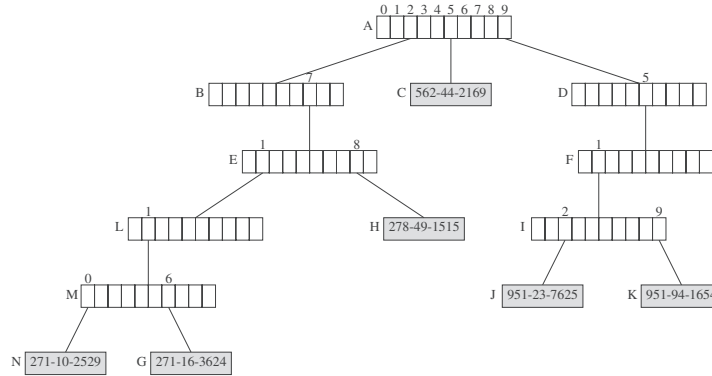 0 1 2 3 4 5 6 7 8 9
A
7
5
B
C 562-44-2169
D
1 8
1
E
F
1
2 9
L
H 278-49-1515
I
0 6
M
J 951-23-7625
K 951-94-1654
N 271-10-2529
G 271-16-3624